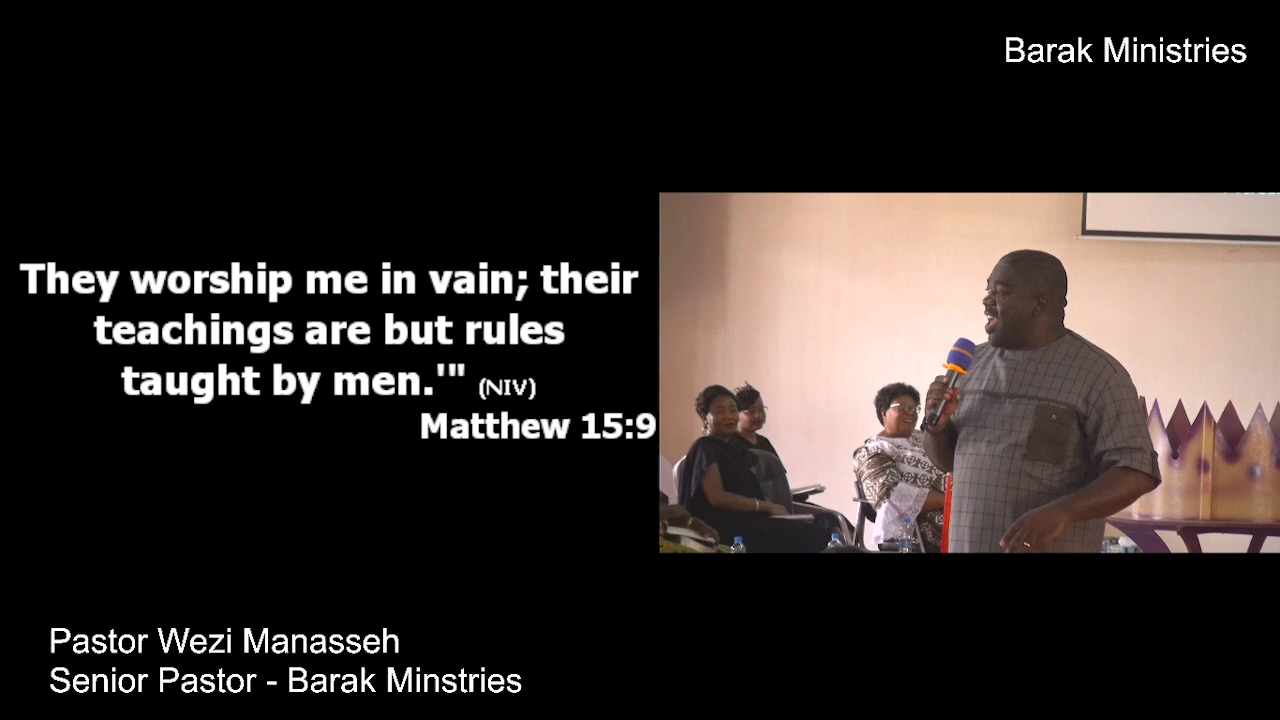 Barak Ministries
They worship me in vain; their
teachings are but rules
taught by men.'" (NIV)
Matthew 15:9
Pastor Wezi Manasseh
Senior Pastor - Barak Minstries